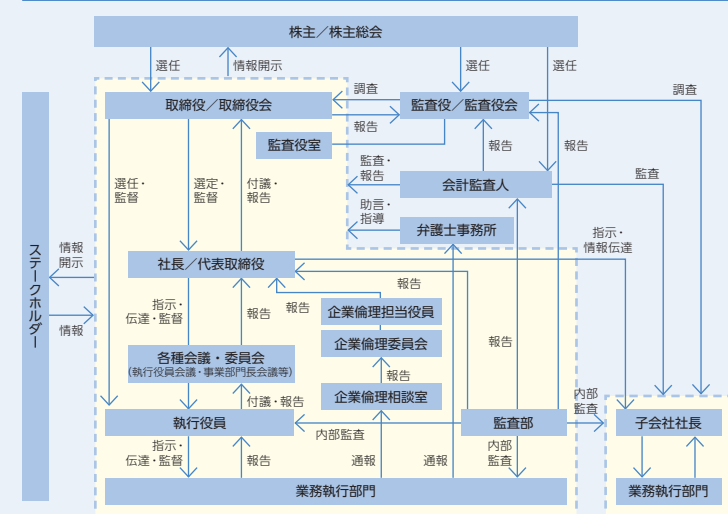 株主／株主総会
選任
情報開示
選任
選任
取締役／取締役会
調査
報告
監査役／監査役会
調査
監査役室
報告
報告
監査・
報告
会計監査人
監査
選任・
監督
選定・
監督
付議・
報告
助言・
指導
弁護士事務所
指示・
情報伝達
ステークホルダー
情報
開示
情報
社長／代表取締役
報告
報告
企業倫理担当役員
指示・
伝達・監督
報告
企業倫理委員会
報告
各種会議・委員会
（執行役員会議・事業部門長会議等）
報告
企業倫理相談室
付議・報告
内部
監査
執行役員
内部監査
監査部
子会社社長
指示・
伝達・監督
報告
通報
通報
内部
監査
業務執行部門
業務執行部門